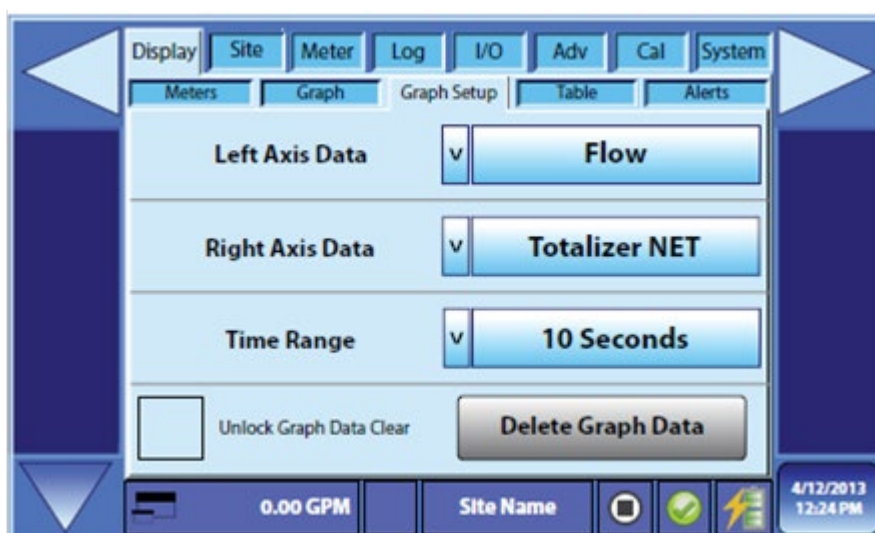 Display Site Meter Log I/O Adv Cal System
Meters Graph Graph Setup Table Alerts
Left Axis Data v Flow
Right Axis Data v Totalizer NET
Time Range v 10 Seconds
Unlock Graph Data Clear Delete Graph Data
0.00 GPM Site Name 4/12/2013
12:24 PM